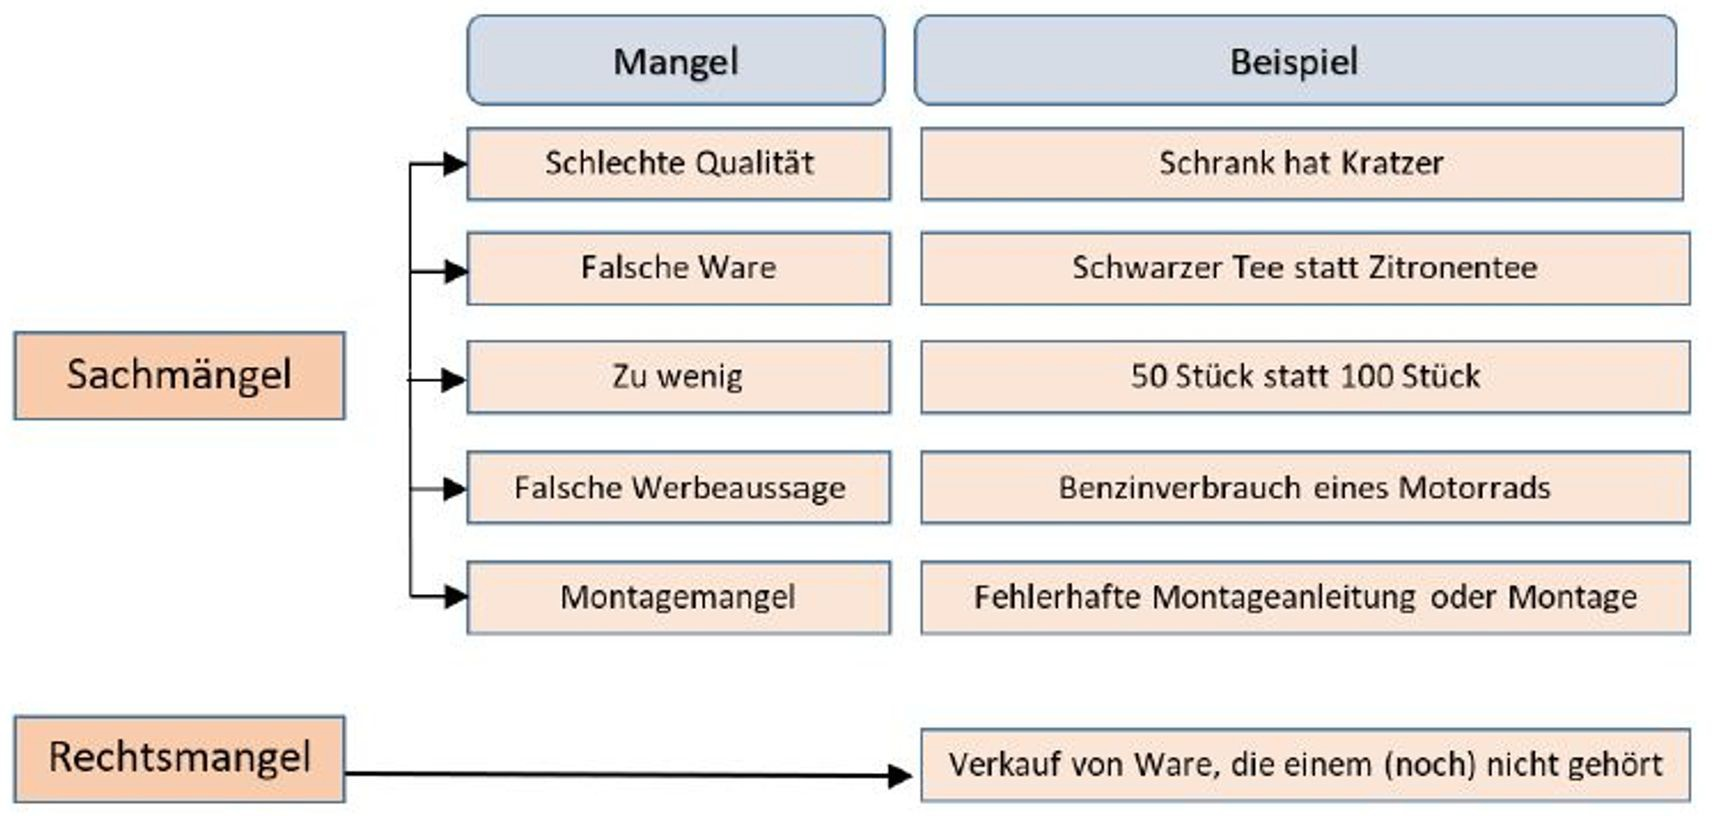 Mangel
Beispiel
Schlechte Qualität
Schrank hat Kratzer
Falsche Ware
Schwarzer Tee statt Zitronentee
Sachmängel
Zu wenig
50 Stück statt 100 Stück
Falsche Werbeaussage
Benzinverbrauch eines Motorrads
Montagemangel
Fehlerhafte Montageanleitung oder Montage
Rechtsmangel
Verkauf von Ware, die einem (noch) nicht gehört